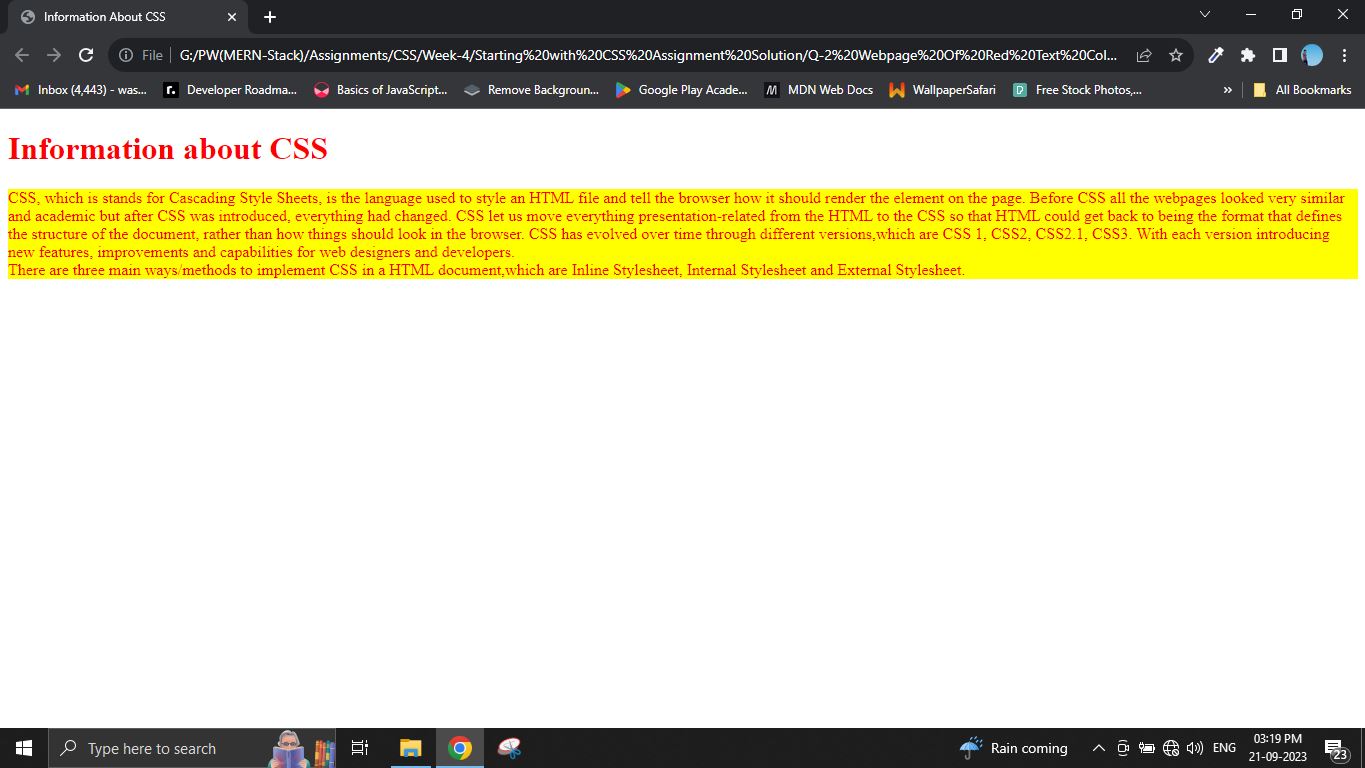 Information About CSS
File
G:/PW(MERN-Stack)/Assignments/CSS/Week-4/Starting%20with%20CSS%20Assignment%20Solution/Q-2%20Webpage%20Of%20Red%20Text%20Col...
Inbox (4,443) - was...
r. Developer Roadma...
Basics of JavaScript...
Remove Backgroun...
Google Play Acade...
M MDN Web Docs
WallpaperSafari
Free Stock Photos,...
»
All Bookmarks
Information about CSS
CSS, which is stands for Cascading Style Sheets, is the language used to style an HTML file and tell the browser how it should render the element on the page. Before CSS all the webpages looked very similar
and academic but after CSS was introduced, everything had changed. CSS let us move everything presentation-related from the HTML to the CSS so that HTML could get back to being the format that defines
the structure of the document, rather than how things should look in the browser. CSS has evolved over time through different versions,which are CSS 1, CSS2, CSS2.1, CSS3. With each version introducing
new features, improvements and capabilities for web designers and developers.
There are three main ways/methods to implement CSS in a HTML document,which are Inline Stylesheet, Internal Stylesheet and External Stylesheet.
Type here to search
Rain coming
ENG
03:19 PM
21-09-2023
23